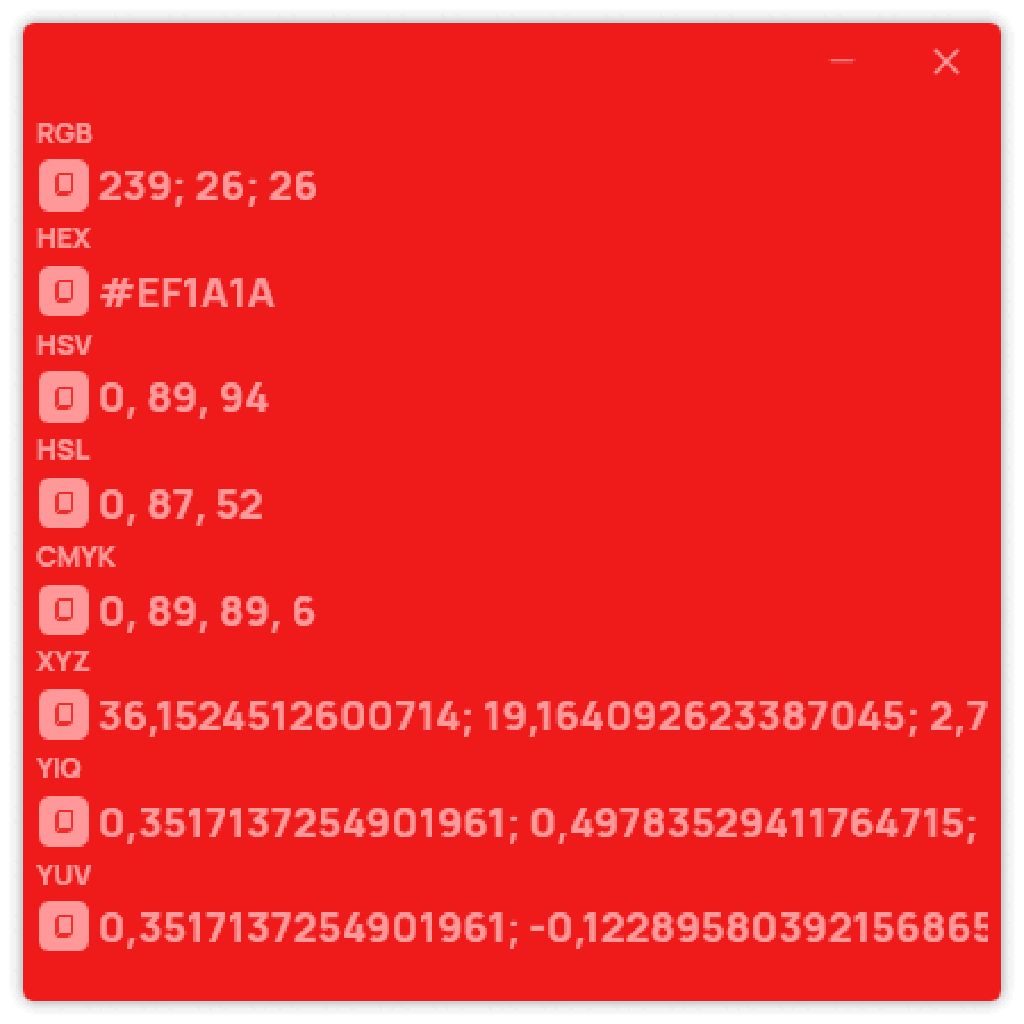 RGB
239; 26; 26
HEX
#EF1A1A
HSV
0, 89, 94
HSL
0, 87, 52
CMYK
0, 89, 89, 6
XYZ
36,1524512600714; 19,164092623387045; 2,7
YIQ
0,3517137254901961; 0,49783529411764715;
YUV
0,3517137254901961; -0,12289580392156865